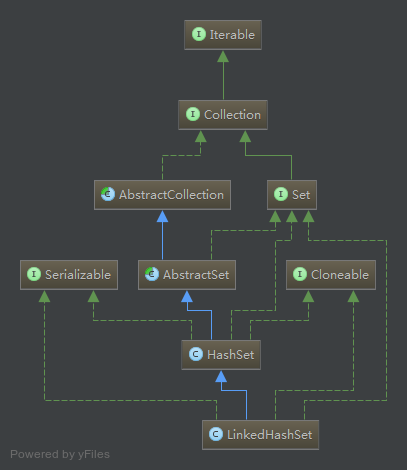 I Iterable
I Collection
C AbstractCollection
I Set
I Serializable
C AbstractSet
I Cloneable
C HashSet
C LinkedHashSet
Powered by yFiles